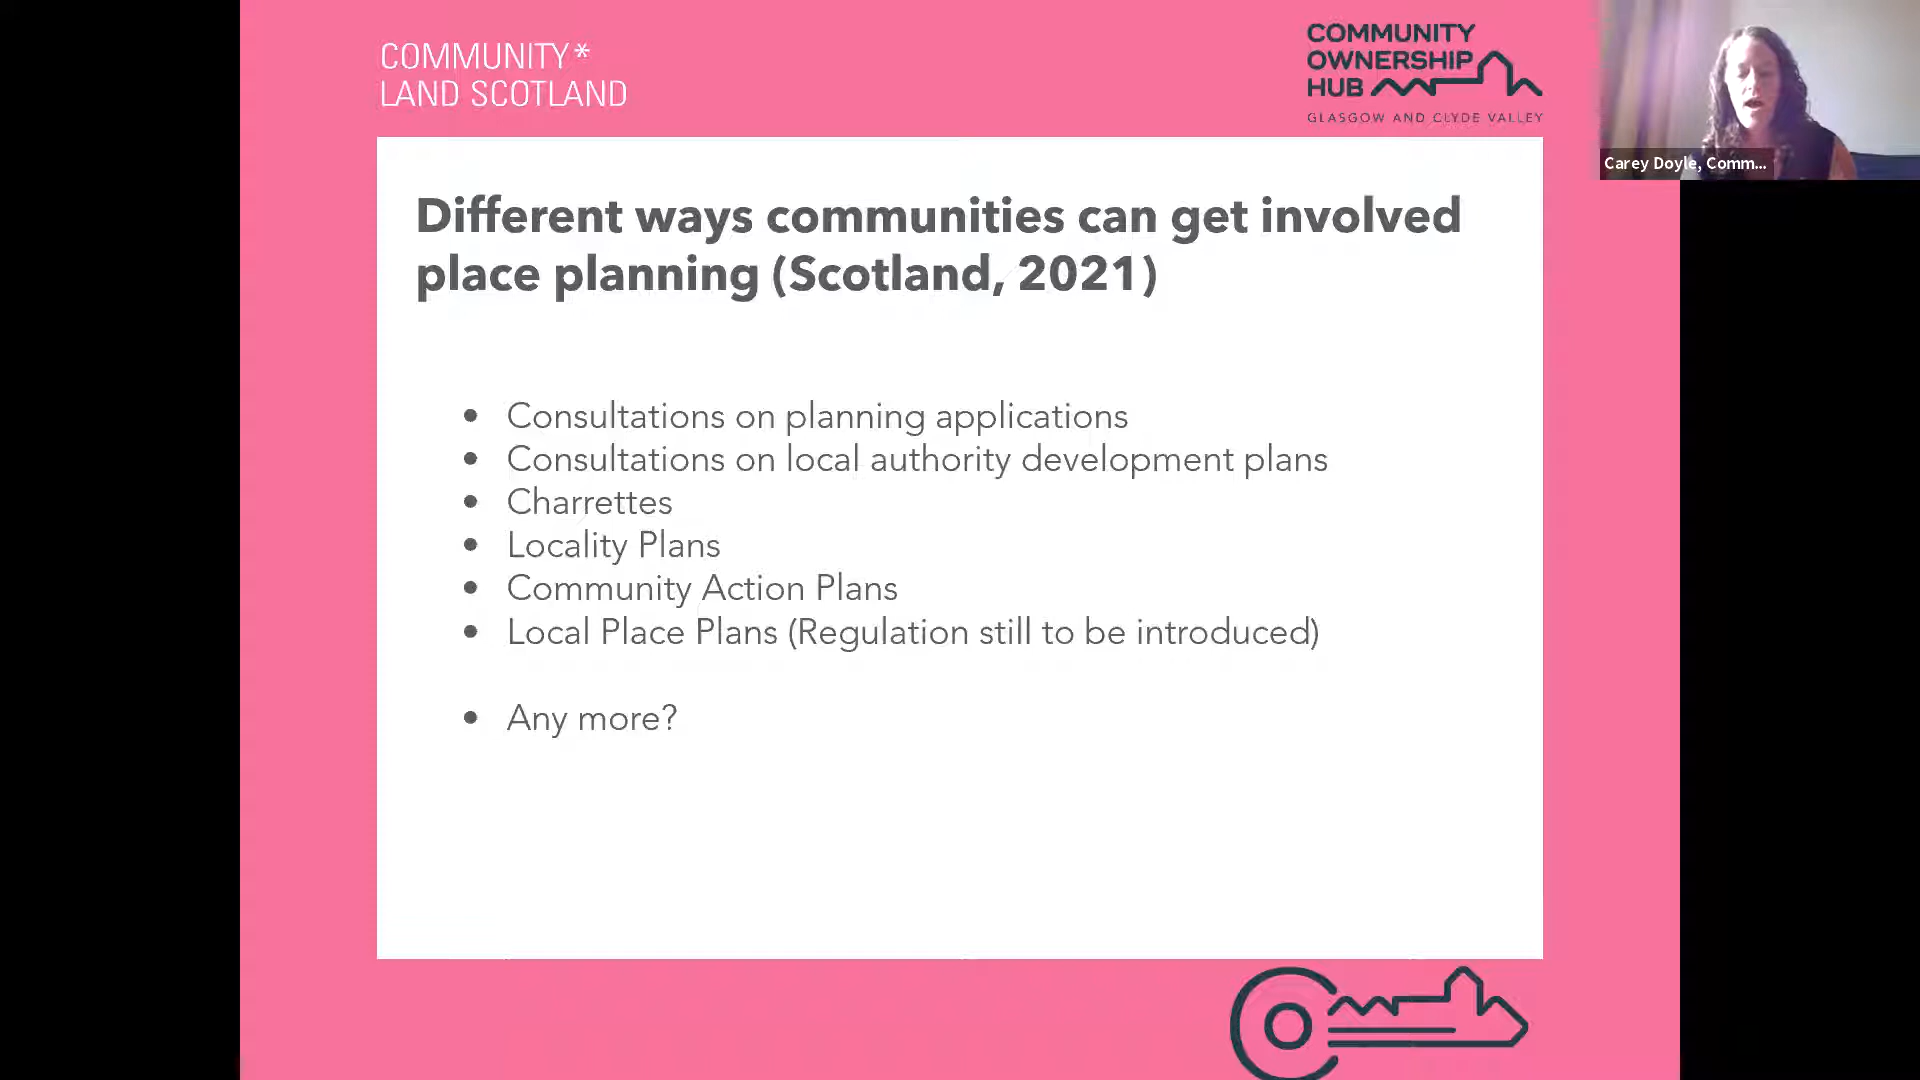 COMMUNITY*
LAND SCOTLAND
COMMUNITY
OWNERSHIP
HUB
GLASGOW AND CLYDE VALLEY
Carey Doyle, Comm...
Different ways communities can get involved
place planning (Scotland, 2021)
• Consultations on planning applications
• Consultations on local authority development plans
• Charrettes
• Locality Plans
• Community Action Plans
• Local Place Plans (Regulation still to be introduced)
• Any more?